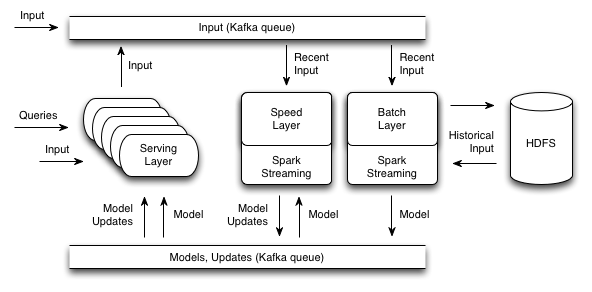 Input
Input (Kafka queue)
Input
Recent
Input
Recent
Input
Queries
Input
Serving
Layer
Speed
Layer
Spark
Streaming
Batch
Layer
Spark
Streaming
Historical
Input
HDFS
Model
Updates
Model
Model
Updates
Model
Model
Models, Updates (Kafka queue)